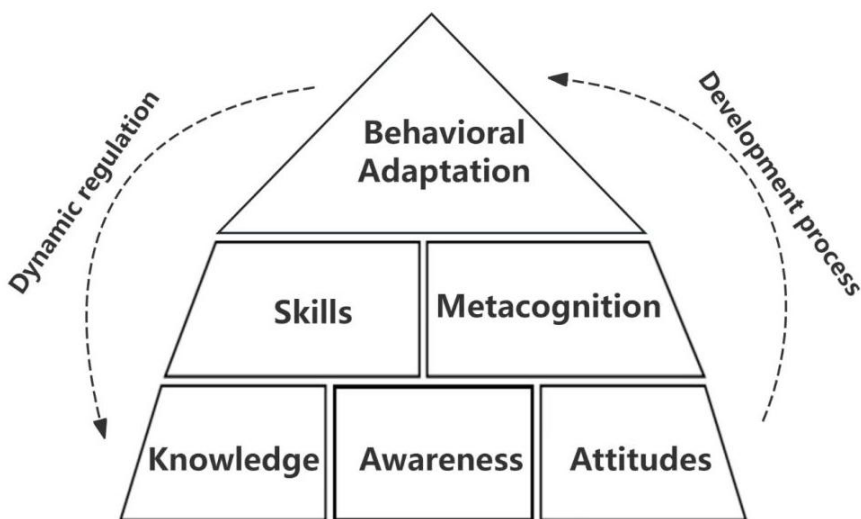 Behavioral
Adaptation
Dynamic regulation
Development process
Skills
Metacognition
Knowledge
Awareness
Attitudes